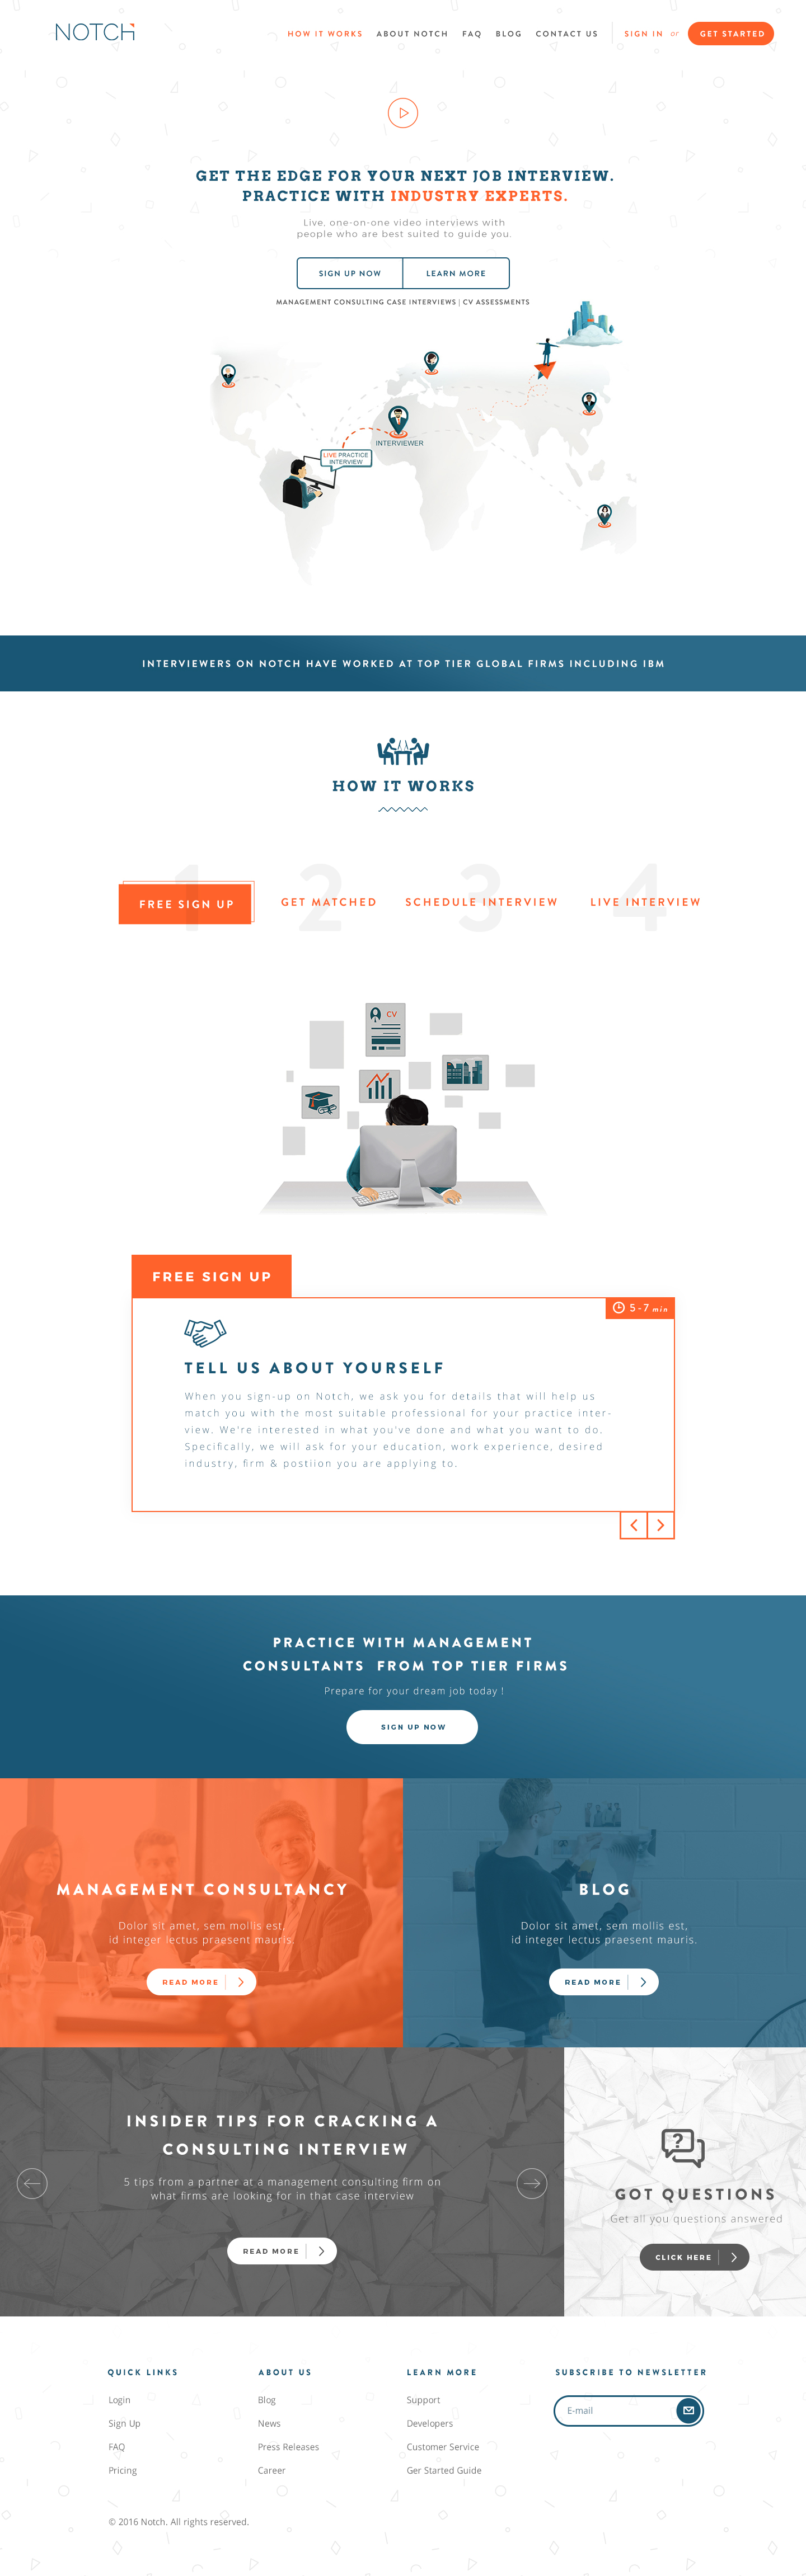 NOTCH
HOW IT WORKS
ABOUT NOTCH
FAQ
BLOG
CONTACT US
SIGN IN or
GET STARTED
GET THE EDGE FOR YOUR NEXT JOB INTERVIEW.
PRACTICE WITH INDUSTRY EXPERTS.
Live, one-on-one video interviews with
people who are best suited to guide you.
SIGN UP NOW
LEARN MORE
MANAGEMENT CONSULTING CASE INTERVIEWS | CV ASSESSMENTS
INTERVIEWER
LIVE PRACTICE
INTERVIEW
INTERVIEWERS ON NOTCH HAVE WORKED AT TOP TIER GLOBAL FIRMS INCLUDING IBM
HOW IT WORKS
1
FREE SIGN UP
2
GET MATCHED
3
SCHEDULE INTERVIEW
4
LIVE INTERVIEW
CV
FREE SIGN UP
5-7 min
TELL US ABOUT YOURSELF
When you sign-up on Notch, we ask you for details that will help us
match you with the most suitable professional for your practice inter-
view. We're interested in what you've done and what you want to do.
Specifically, we will ask for your education, work experience, desired
industry, firm & postiion you are applying to.
PRACTICE WITH MANAGEMENT
CONSULTANTS FROM TOP TIER FIRMS
Prepare for your dream job today !
SIGN UP NOW
MANAGEMENT CONSULTANCY
Dolor sit amet, sem mollis est,
id integer lectus praesent mauris.
READ MORE
BLOG
Dolor sit amet, sem mollis est,
id integer lectus praesent mauris.
READ MORE
INSIDER TIPS FOR CRACKING A
CONSULTING INTERVIEW
5 tips from a partner at a management consulting firm on
what firms are looking for in that case interview
READ MORE
?
GOT QUESTIONS
Get all you questions answered
CLICK HERE
QUICK LINKS
Login
Sign Up
FAQ
Pricing
ABOUT US
Blog
News
Press Releases
Career
LEARN MORE
Support
Developers
Customer Service
Ger Started Guide
SUBSCRIBE TO NEWSLETTER
E-mail
© 2016 Notch. All rights reserved.